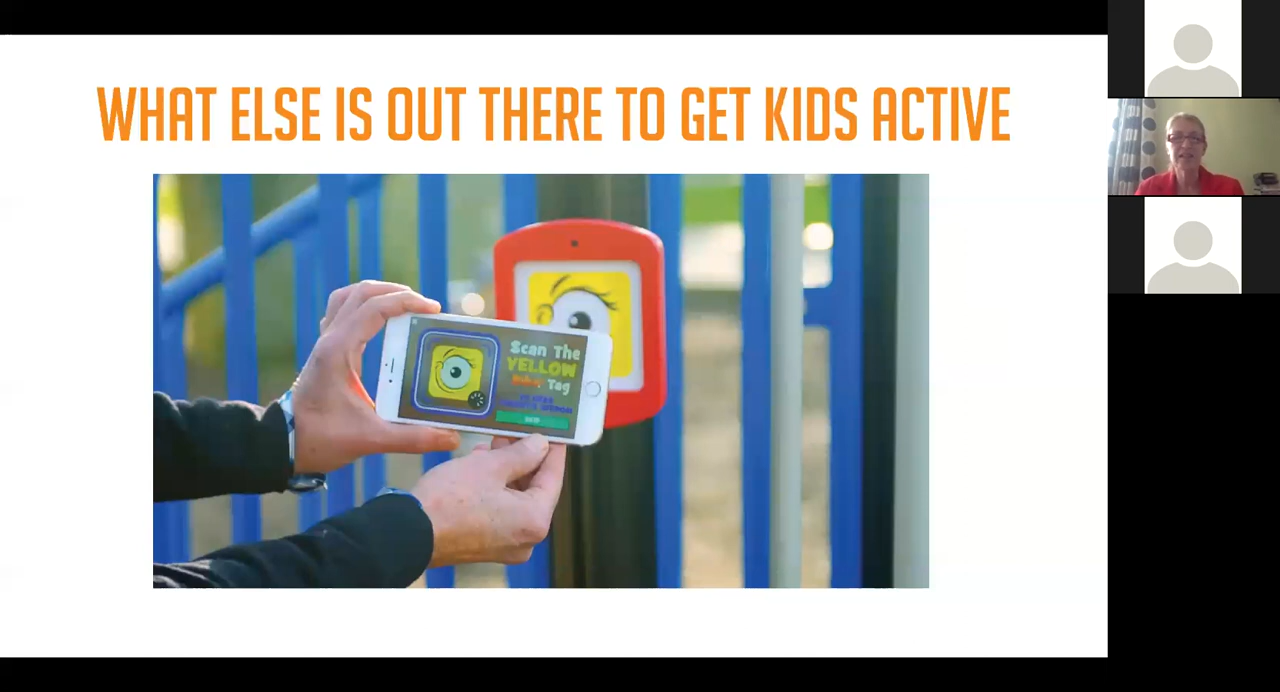 WHAT ELSE IS OUT THERE TO GET KIDS ACTIVE
Scan The
YELLOW
Tag